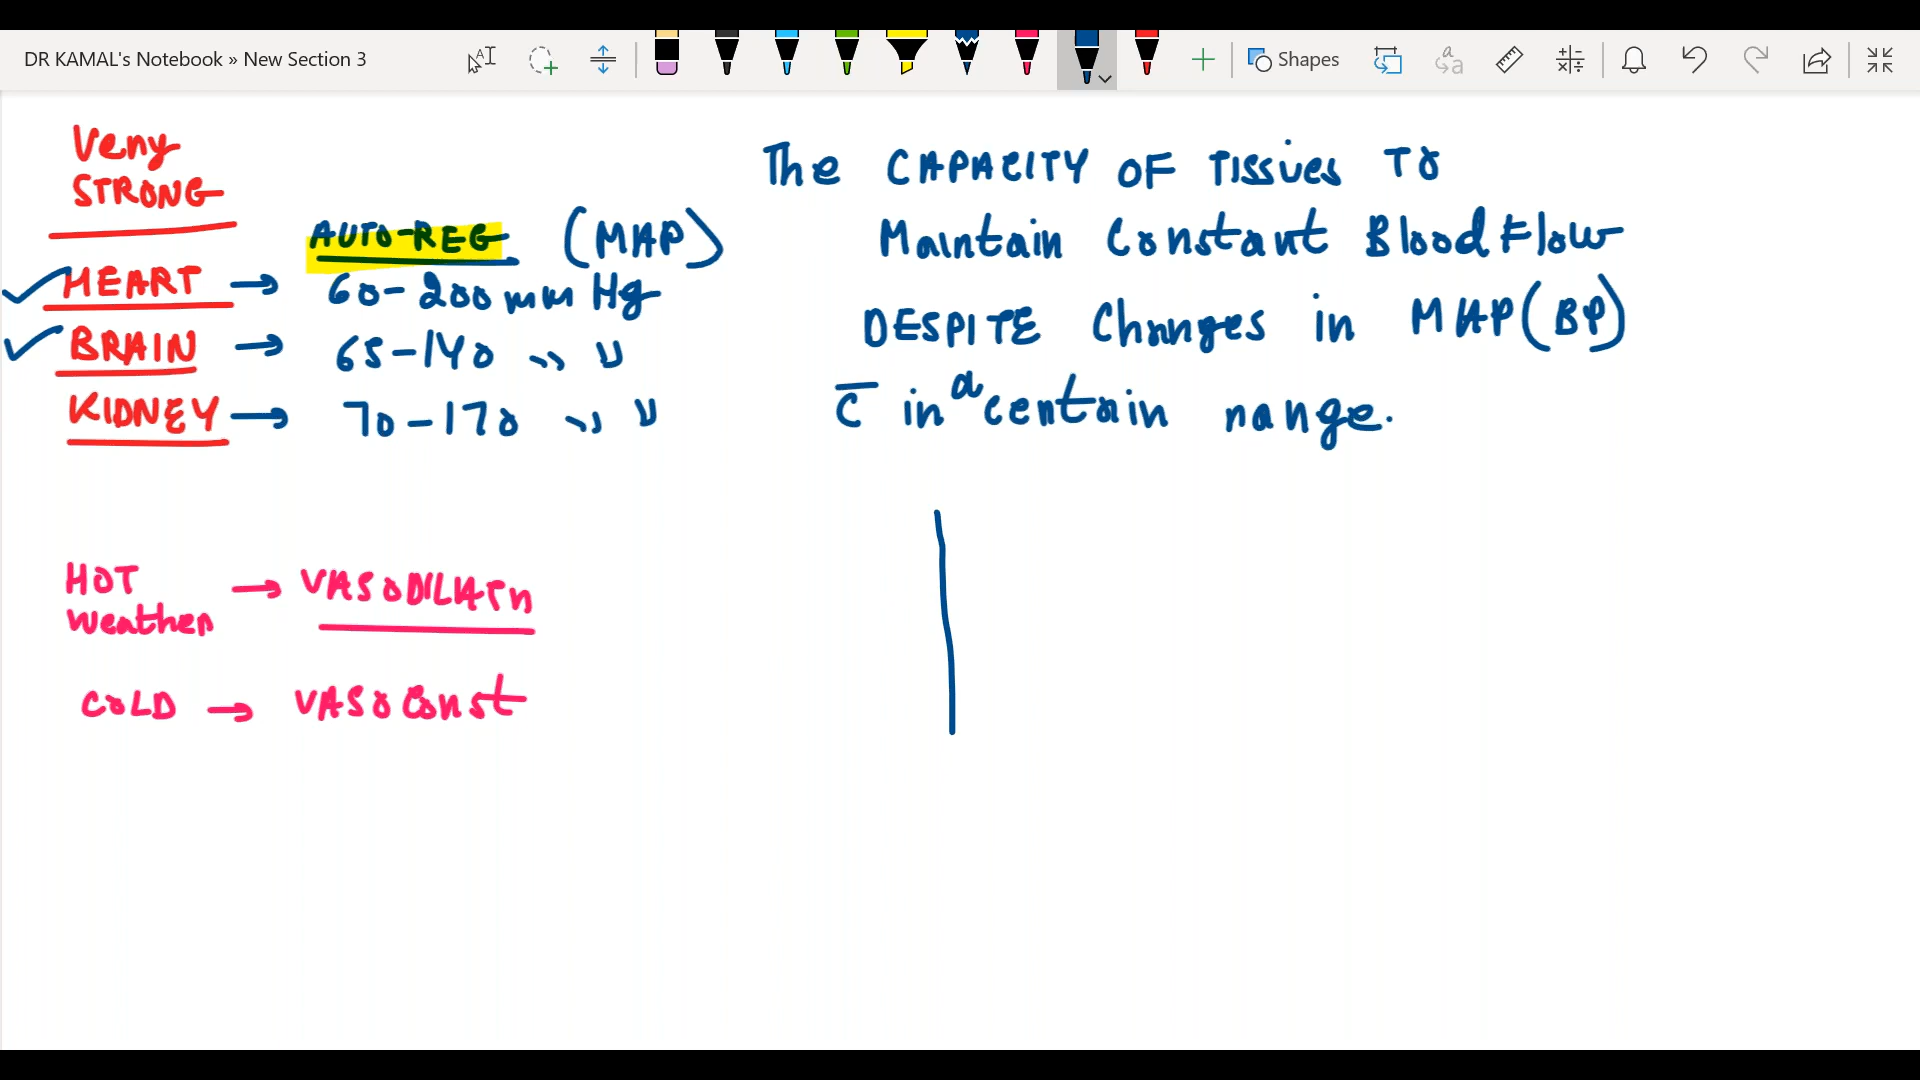 DR KAMAL's Notebook » New Section 3
Shapes
Very
STRONG
AUTO-REG (MAP)
HEART → 60-200 mm Hg
BRAIN → 65-140 ,, ,,
KIDNEY → 70-170 ,, ,,
The CAPACITY OF TISSUES TO
Maintain Constant Blood Flow
DESPITE Changes in MAP (BP)
c̅ in a certain range.
HOT
weather → VASODILATn
COLD → VASOconst